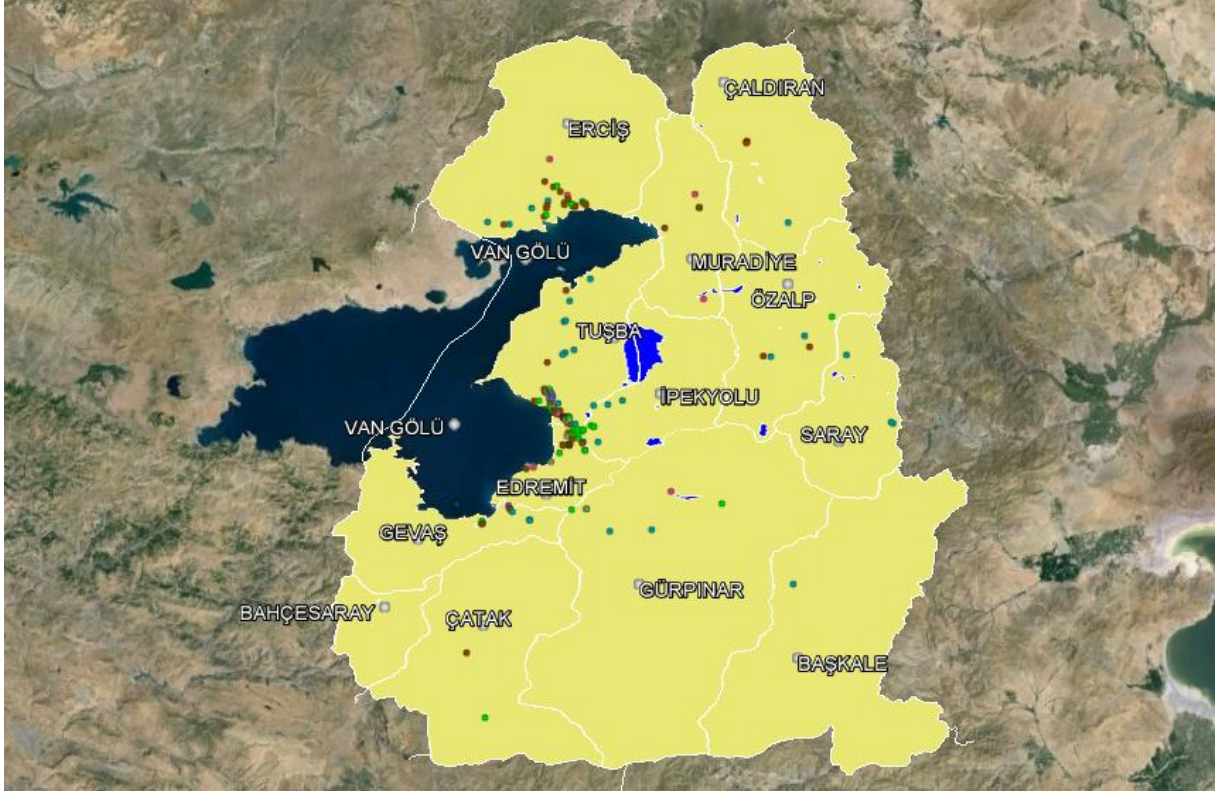 ÇALDIRAN
ERCİŞ
VAN GÖLÜ
MURADİYE
ÖZALP
TUŞBA
İPEKYOLU
VAN GÖLÜ
SARAY
EDREMİT
GEVAŞ
GÜRPINAR
BAHÇESARAY
ÇATAK
BAŞKALE